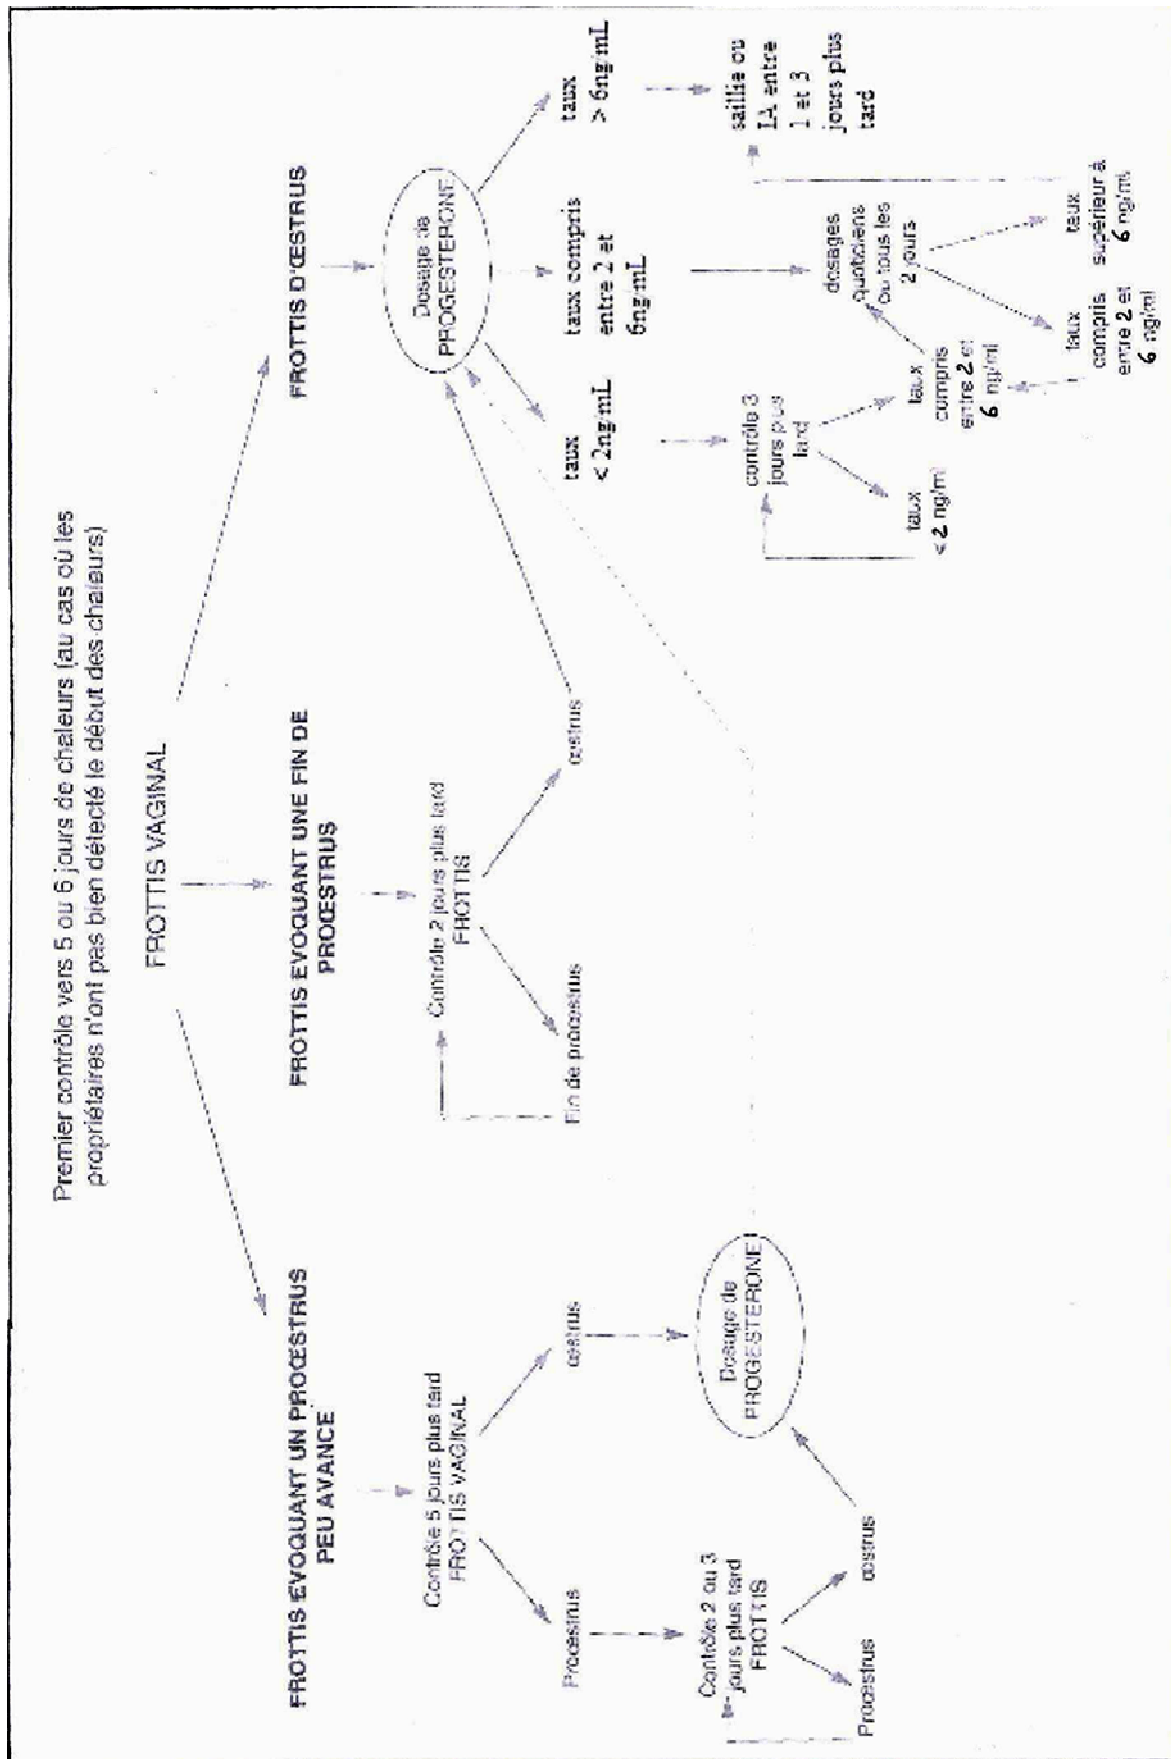 Premier contrôle vers 5 ou 6 jours de chaleurs (au cas où les
propriétaires n'ont pas bien détecté le début des chaleurs)
FROTTIS VAGINAL
FROTTIS EVOQUANT UN PROŒSTRUS
PEU AVANCE
FROTTIS EVOQUANT UNE FIN DE
PROŒSTRUS
FROTTIS D'ŒSTRUS
Contrôle 5 jours plus tard
FROTTIS VAGINAL
Contrôle 2 jours plus tard
FROTTIS
Dosage de
PROGESTERONE
Proœstrus
œstrus
Fin de proœstrus
œstrus
taux
< 2ng/mL
taux compris
entre 2 et
6ng/mL
taux
> 6ng/mL
Contrôle 2 ou 3
jours plus tard
FROTTIS
Dosage de
PROGESTERONE
contrôle 3
jours plus
tard
dosages
quotidiens
ou tous les
2 jours
saillie ou
IA entre
1 et 3
jours plus
tard
Proœstrus
œstrus
taux
< 2 ng/ml
taux
compris
entre 2 et
6 ng/ml
taux
compris
entre 2 et
6 ng/ml
taux
supérieur à
6 ng/ml